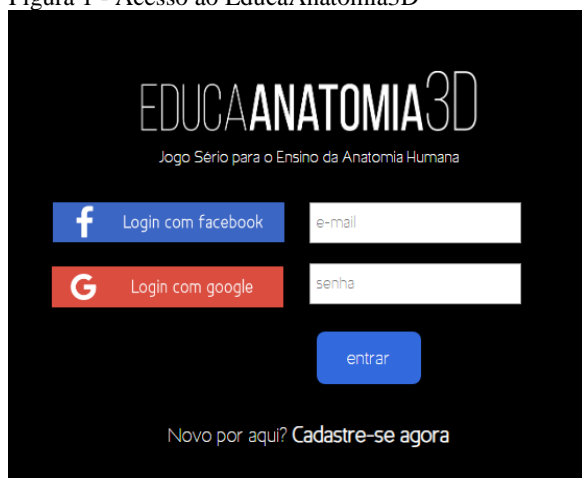 Figura 1 - Acesso ao EducaAnatomia3D
EDUCAANATOMIA3D
Jogo Sério para o Ensino da Anatomia Humana
f Login com facebook
e-mail
G Login com google
senha
entrar
Novo por aqui? Cadastre-se agora